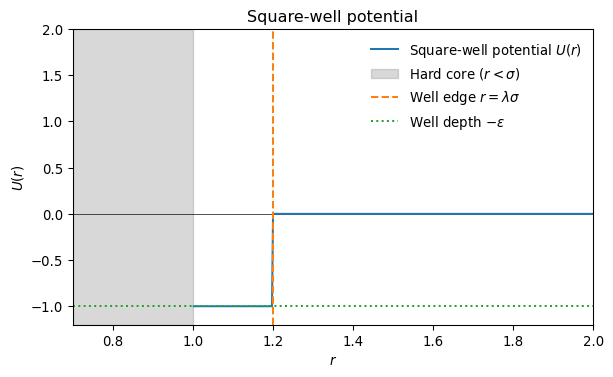 Square-well potential
Square-well potential U(r)
Hard core (r < σ)
Well edge r = λσ
Well depth −ε
U(r)
2.0
1.5
1.0
0.5
0.0
−0.5
−1.0
0.8 1.0 1.2 1.4 1.6 1.8 2.0
r